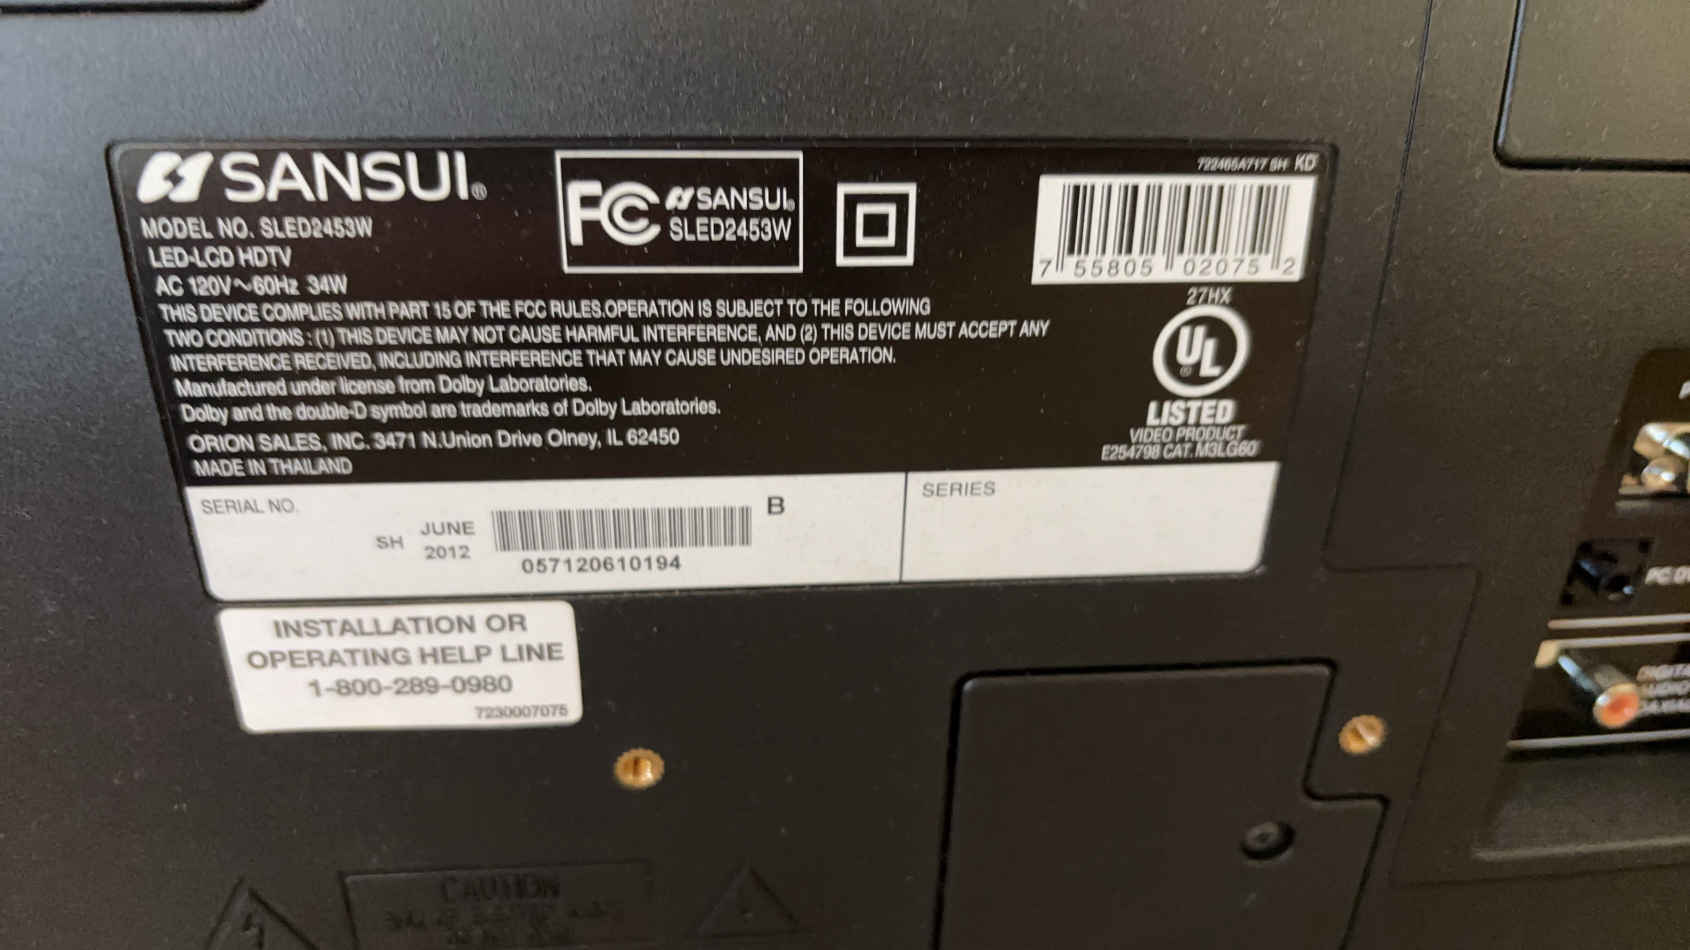 SANSUI®
MODEL NO. SLED2453W
LED-LCD HDTV
AC 120V~60Hz 34W
FC SANSUI®
SLED2453W
722465A717 SH KD
7 55805 02075 2
THIS DEVICE COMPLIES WITH PART 15 OF THE FCC RULES.OPERATION IS SUBJECT TO THE FOLLOWING
TWO CONDITIONS : (1) THIS DEVICE MAY NOT CAUSE HARMFUL INTERFERENCE, AND (2) THIS DEVICE MUST ACCEPT ANY
INTERFERENCE RECEIVED, INCLUDING INTERFERENCE THAT MAY CAUSE UNDESIRED OPERATION.
Manufactured under license from Dolby Laboratories.
Dolby and the double-D symbol are trademarks of Dolby Laboratories.
ORION SALES, INC. 3471 N.Union Drive Olney, IL 62450
MADE IN THAILAND
27HX
UL®
LISTED
VIDEO PRODUCT
E254798 CAT. M3LG60
SERIAL NO.
SH JUNE
2012
057120610194
B
SERIES
INSTALLATION OR
OPERATING HELP LINE
1-800-289-0980
7230007075
CAUTION
PC